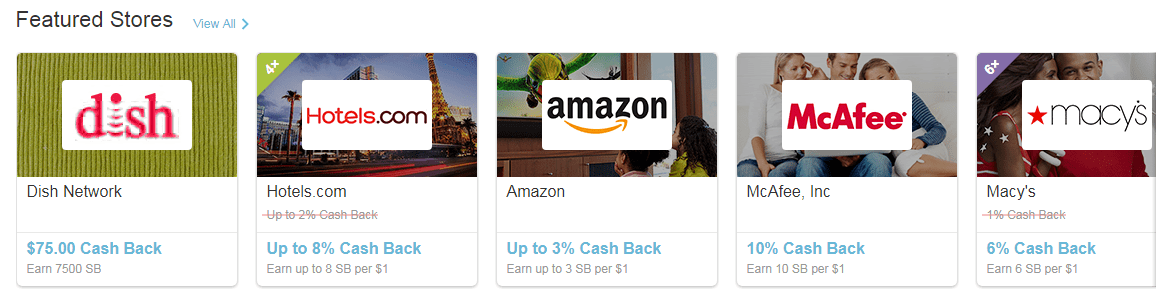 Featured Stores View All
dish
4+
Hotels.com
amazon
McAfee
6+
macy's
Dish Network
Hotels.com
Amazon
McAfee, Inc
Macy's
Up to 2% Cash Back
1% Cash Back
$75.00 Cash Back
Up to 8% Cash Back
Up to 3% Cash Back
10% Cash Back
6% Cash Back
Earn 7500 SB
Earn up to 8 SB per $1
Earn up to 3 SB per $1
Earn 10 SB per $1
Earn 6 SB per $1